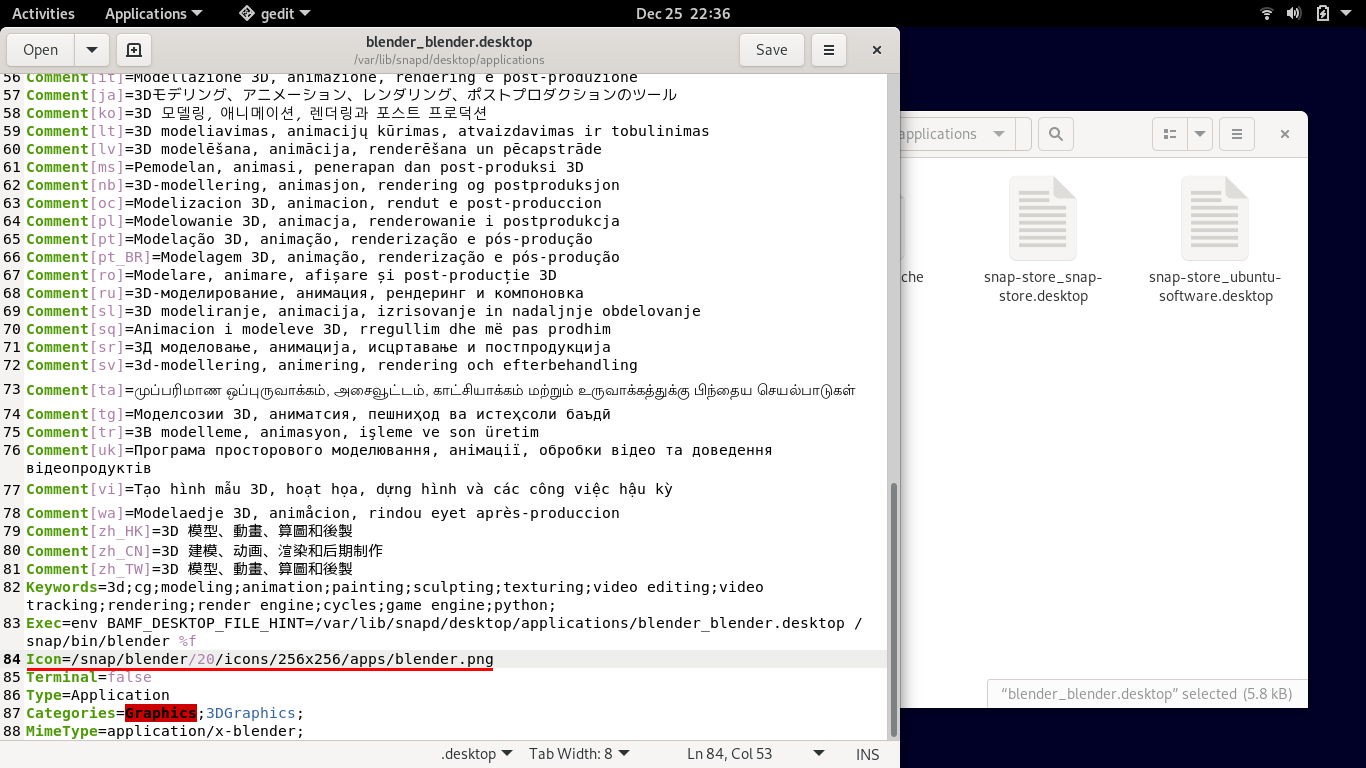 Activities Applications gedit Dec 25 22:36
Open blender_blender.desktop Save
/var/lib/snapd/desktop/applications
56 Comment[it]=Modellazione 3D, animazione, rendering e post-produzione
57 Comment[ja]=3Dモデリング、アニメーション、レンダリング、ポストプロダクションのツール
58 Comment[ko]=3D 모델링, 애니메이션, 렌더링과 포스트 프로덕션
59 Comment[lt]=3D modeliavimas, animacijų kūrimas, atvaizdavimas ir tobulinimas
60 Comment[lv]=3D modelēšana, animācija, renderēšana un pēcapstrāde
61 Comment[ms]=Pemodelan, animasi, penerapan dan post-produksi 3D
62 Comment[nb]=3D-modellering, animasjon, rendering og postproduksjon
63 Comment[oc]=Modelizacion 3D, animacion, rendut e post-produccion
64 Comment[pl]=Modelowanie 3D, animacja, renderowanie i postprodukcja
65 Comment[pt]=Modelação 3D, animação, renderização e pós-produção
66 Comment[pt_BR]=Modelagem 3D, animação, renderização e pós-produção
67 Comment[ro]=Modelare, animare, afișare și post-producție 3D
68 Comment[ru]=3D-моделирование, анимация, рендеринг и компоновка
69 Comment[sl]=3D modeliranje, animacija, izrisovanje in nadaljnje obdelovanje
70 Comment[sq]=Animacion i modeleve 3D, rregullim dhe më pas prodhim
71 Comment[sr]=3Д моделовање, анимација, исцртавање и постпродукција
72 Comment[sv]=3d-modellering, animering, rendering och efterbehandling
73 Comment[ta]=முப்பரிமாண ஒப்புருவாக்கம், அசைவூட்டம், காட்சியாக்கம் மற்றும் உருவாக்கத்துக்கு பிந்தைய செயல்பாடுகள்
74 Comment[tg]=Моделсозии 3D, аниматсия, пешниҳод ва истеҳсоли баъдӣ
75 Comment[tr]=3B modelleme, animasyon, işleme ve son üretim
76 Comment[uk]=Програма просторового моделювання, анімації, обробки відео та доведення
відеопродуктів
77 Comment[vi]=Tạo hình mẫu 3D, hoạt họa, dựng hình và các công việc hậu kỳ
78 Comment[wa]=Modelaedje 3D, animåcion, rindou eyet après-produccion
79 Comment[zh_HK]=3D 模型、動畫、算圖和後製
80 Comment[zh_CN]=3D 建模、动画、渲染和后期制作
81 Comment[zh_TW]=3D 模型、動畫、算圖和後製
82 Keywords=3d;cg;modeling;animation;painting;sculpting;texturing;video editing;video
tracking;rendering;render engine;cycles;game engine;python;
83 Exec=env BAMF_DESKTOP_FILE_HINT=/var/lib/snapd/desktop/applications/blender_blender.desktop /
snap/bin/blender %f
84 Icon=/snap/blender/20/icons/256x256/apps/blender.png
85 Terminal=false
86 Type=Application
87 Categories=Graphics;3DGraphics;
88 MimeType=application/x-blender;
.desktop Tab Width: 8 Ln 84, Col 53 INS
applications
che
snap-store_snap-
store.desktop
snap-store_ubuntu-
software.desktop
“blender_blender.desktop” selected (5.8 kB)